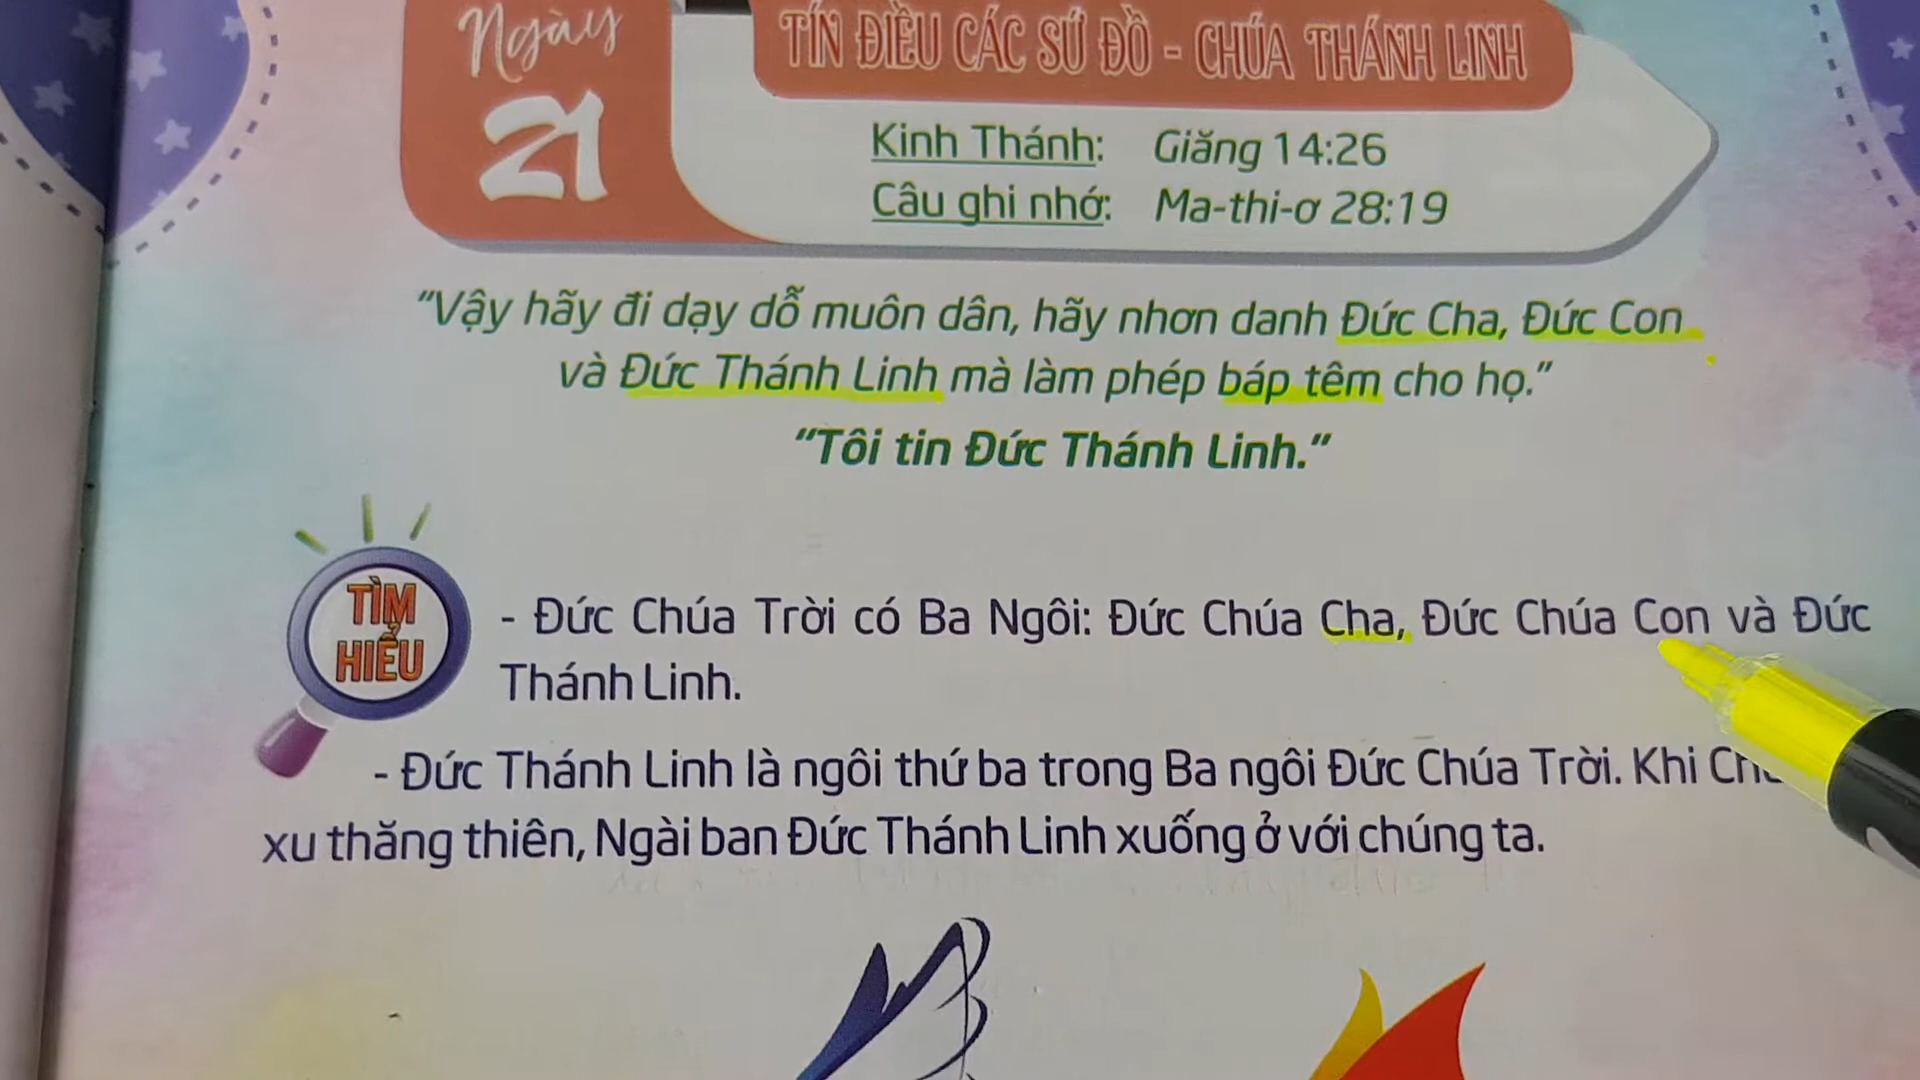 Ngày
21
TÍN ĐIỀU CÁC SỨ ĐỒ - CHÚA THÁNH LINH
Kinh Thánh: Giăng 14:26
Câu ghi nhớ: Ma-thi-ơ 28:19
"Vậy hãy đi dạy dỗ muôn dân, hãy nhơn danh Đức Cha, Đức Con
và Đức Thánh Linh mà làm phép báp têm cho họ."
"Tôi tin Đức Thánh Linh."
TÌM
HIỂU
- Đức Chúa Trời có Ba Ngôi: Đức Chúa Cha, Đức Chúa Con và Đức
Thánh Linh.
- Đức Thánh Linh là ngôi thứ ba trong Ba ngôi Đức Chúa Trời. Khi
xu thăng thiên, Ngài ban Đức Thánh Linh xuống ở với chúng ta.